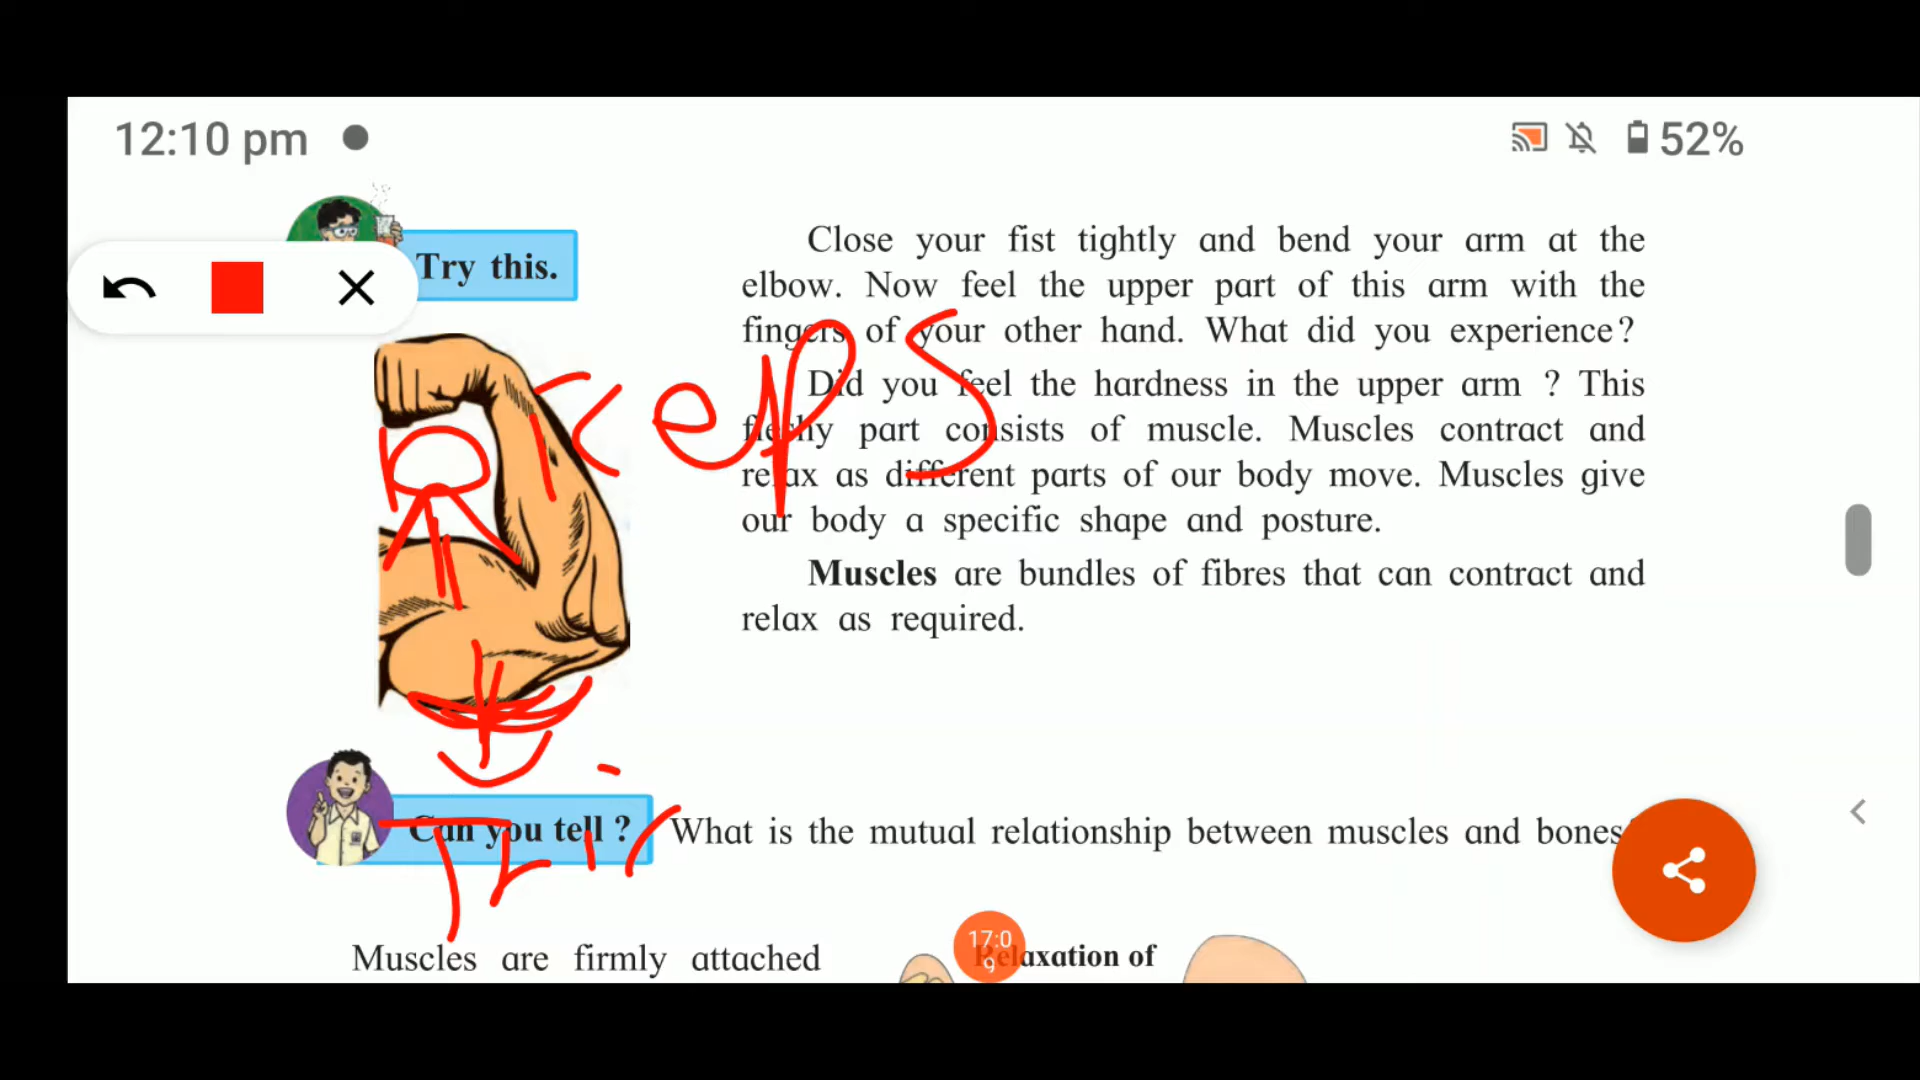 12:10 pm
52%
Try this.
Close your fist tightly and bend your arm at the
elbow. Now feel the upper part of this arm with the
fingers of your other hand. What did you experience?
Did you feel the hardness in the upper arm ? This
fleshy part consists of muscle. Muscles contract and
relax as different parts of our body move. Muscles give
our body a specific shape and posture.
Muscles are bundles of fibres that can contract and
relax as required.
Can you tell ?
What is the mutual relationship between muscles and bones
17:0
9
Muscles are firmly attached
Relaxation of